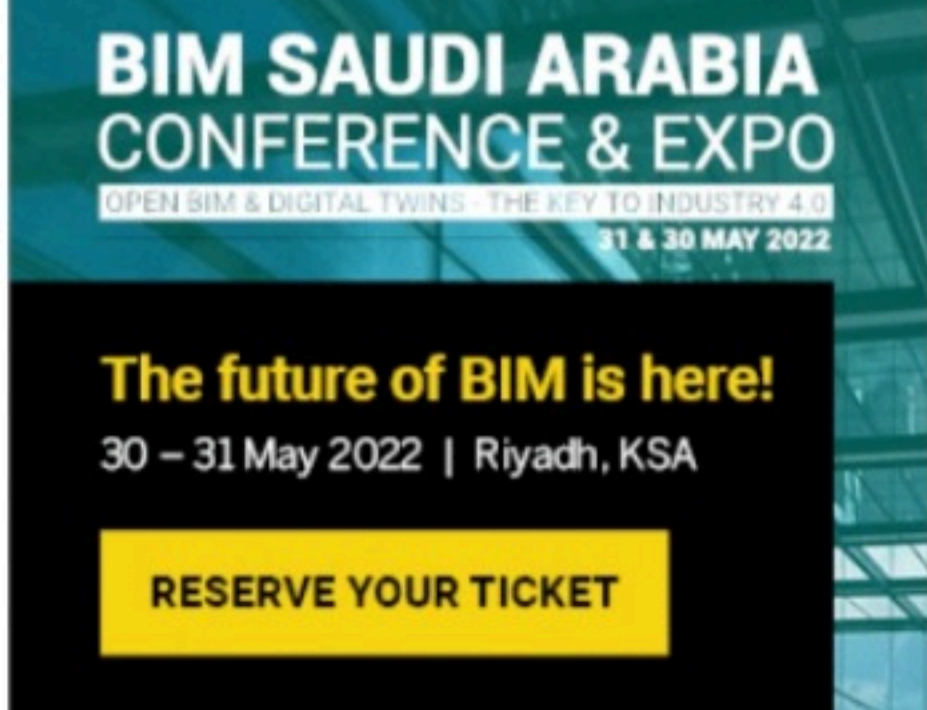 BIM SAUDI ARABIA
CONFERENCE & EXPO
OPEN BIM & DIGITAL TWINS - THE KEY TO INDUSTRY 4.0
31 & 30 MAY 2022
The future of BIM is here!
30 – 31 May 2022 | Riyadh, KSA
RESERVE YOUR TICKET